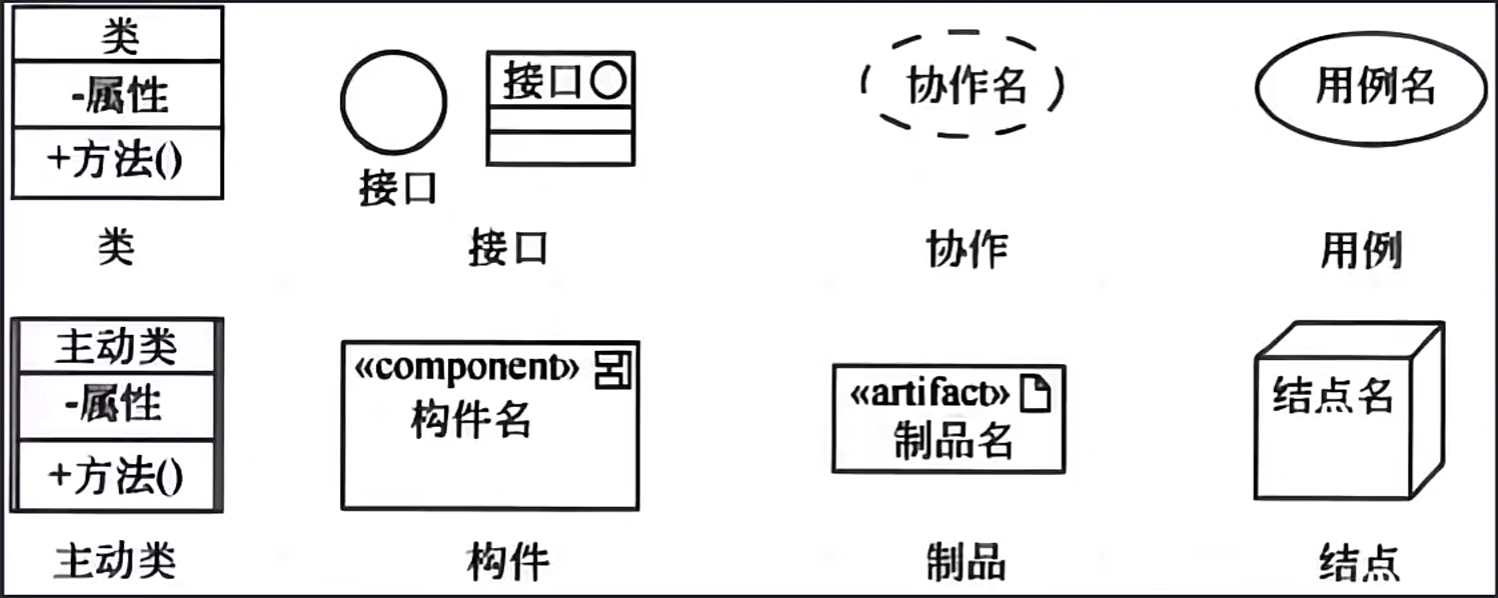 类
-属性
+方法()
类
接口
接口
接口
协作名
协作
用例名
用例
主动类
-属性
+方法()
主动类
«component»
构件名
构件
«artifact»
制品名
制品
结点名
结点